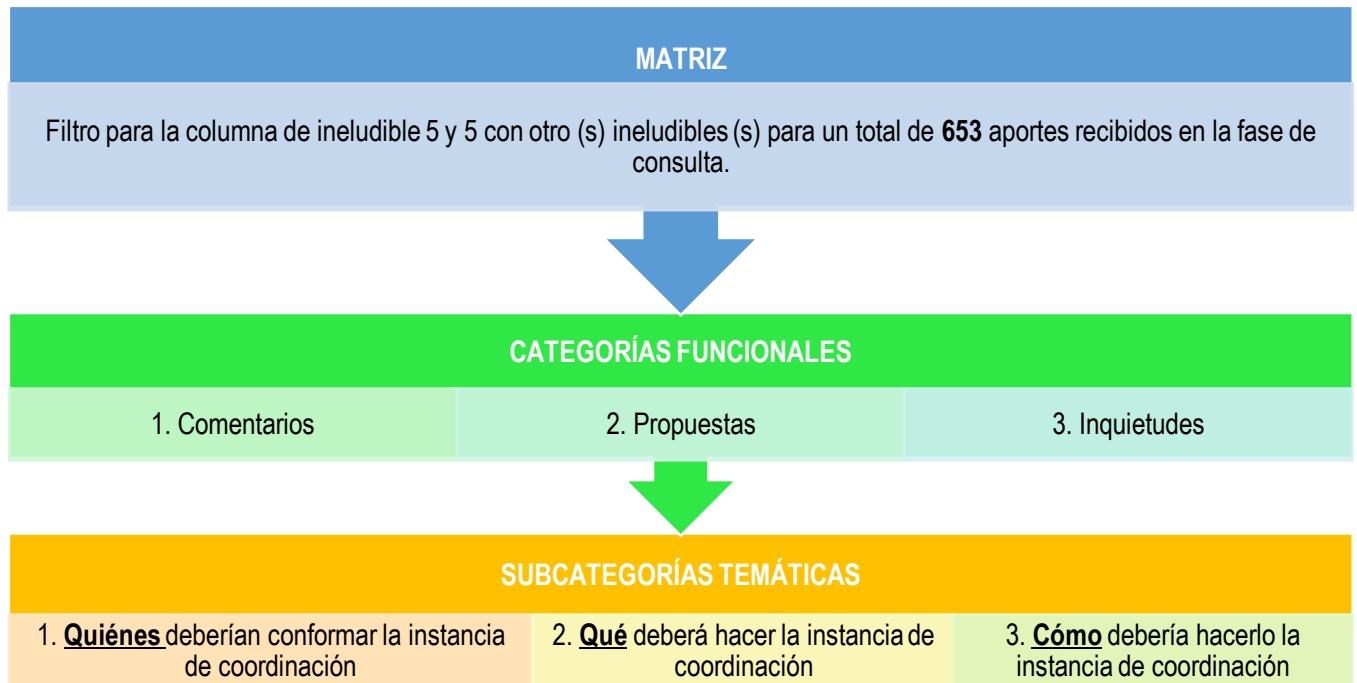 MATRIZ
Filtro para la columna de ineludible 5 y 5 con otro (s) ineludibles (s) para un total de 653 aportes recibidos en la fase de
consulta.
CATEGORÍAS FUNCIONALES
1. Comentarios
2. Propuestas
3. Inquietudes
SUBCATEGORÍAS TEMÁTICAS
1. Quiénes deberían conformar la instancia
de coordinación
2. Qué deberá hacer la instancia de
coordinación
3. Cómo debería hacerlo la
instancia de coordinación